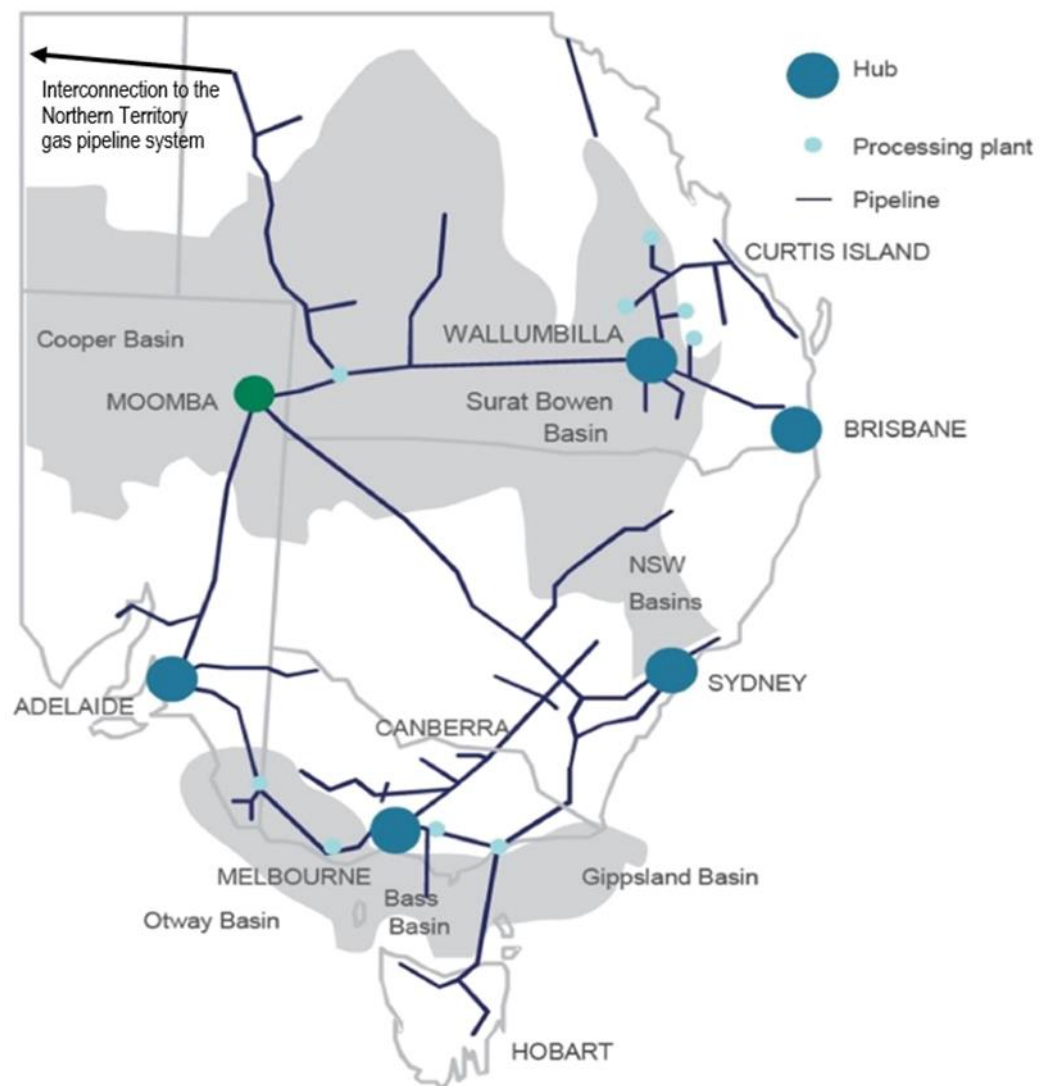 Interconnection to the
Northern Territory
gas pipeline system
Hub
Processing plant
Pipeline
CURTIS ISLAND
WALLUMBILLA
Cooper Basin
MOOMBA
Surat Bowen
Basin
BRISBANE
NSW
Basins
ADELAIDE
SYDNEY
CANBERRA
MELBOURNE
Bass
Basin
Gippsland Basin
Otway Basin
HOBART